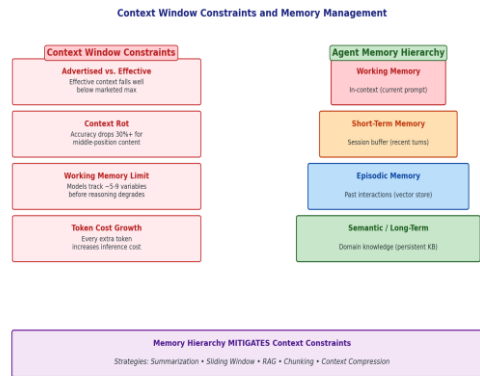 Context Window Constraints and Memory Management
Context Window Constraints
Advertised vs. Effective
Effective context falls well
below marketed max
Context Rot
Accuracy drops 30%+ for
middle-position content
Working Memory Limit
Models track ~5-9 variables
before reasoning degrades
Token Cost Growth
Every extra token
increases inference cost
Agent Memory Hierarchy
Working Memory
In-context (current prompt)
Short-Term Memory
Session buffer (recent turns)
Episodic Memory
Past interactions (vector store)
Semantic / Long-Term
Domain knowledge (persistent KB)
Memory Hierarchy MITIGATES Context Constraints
Strategies: Summarization • Sliding Window • RAG • Chunking • Context Compression